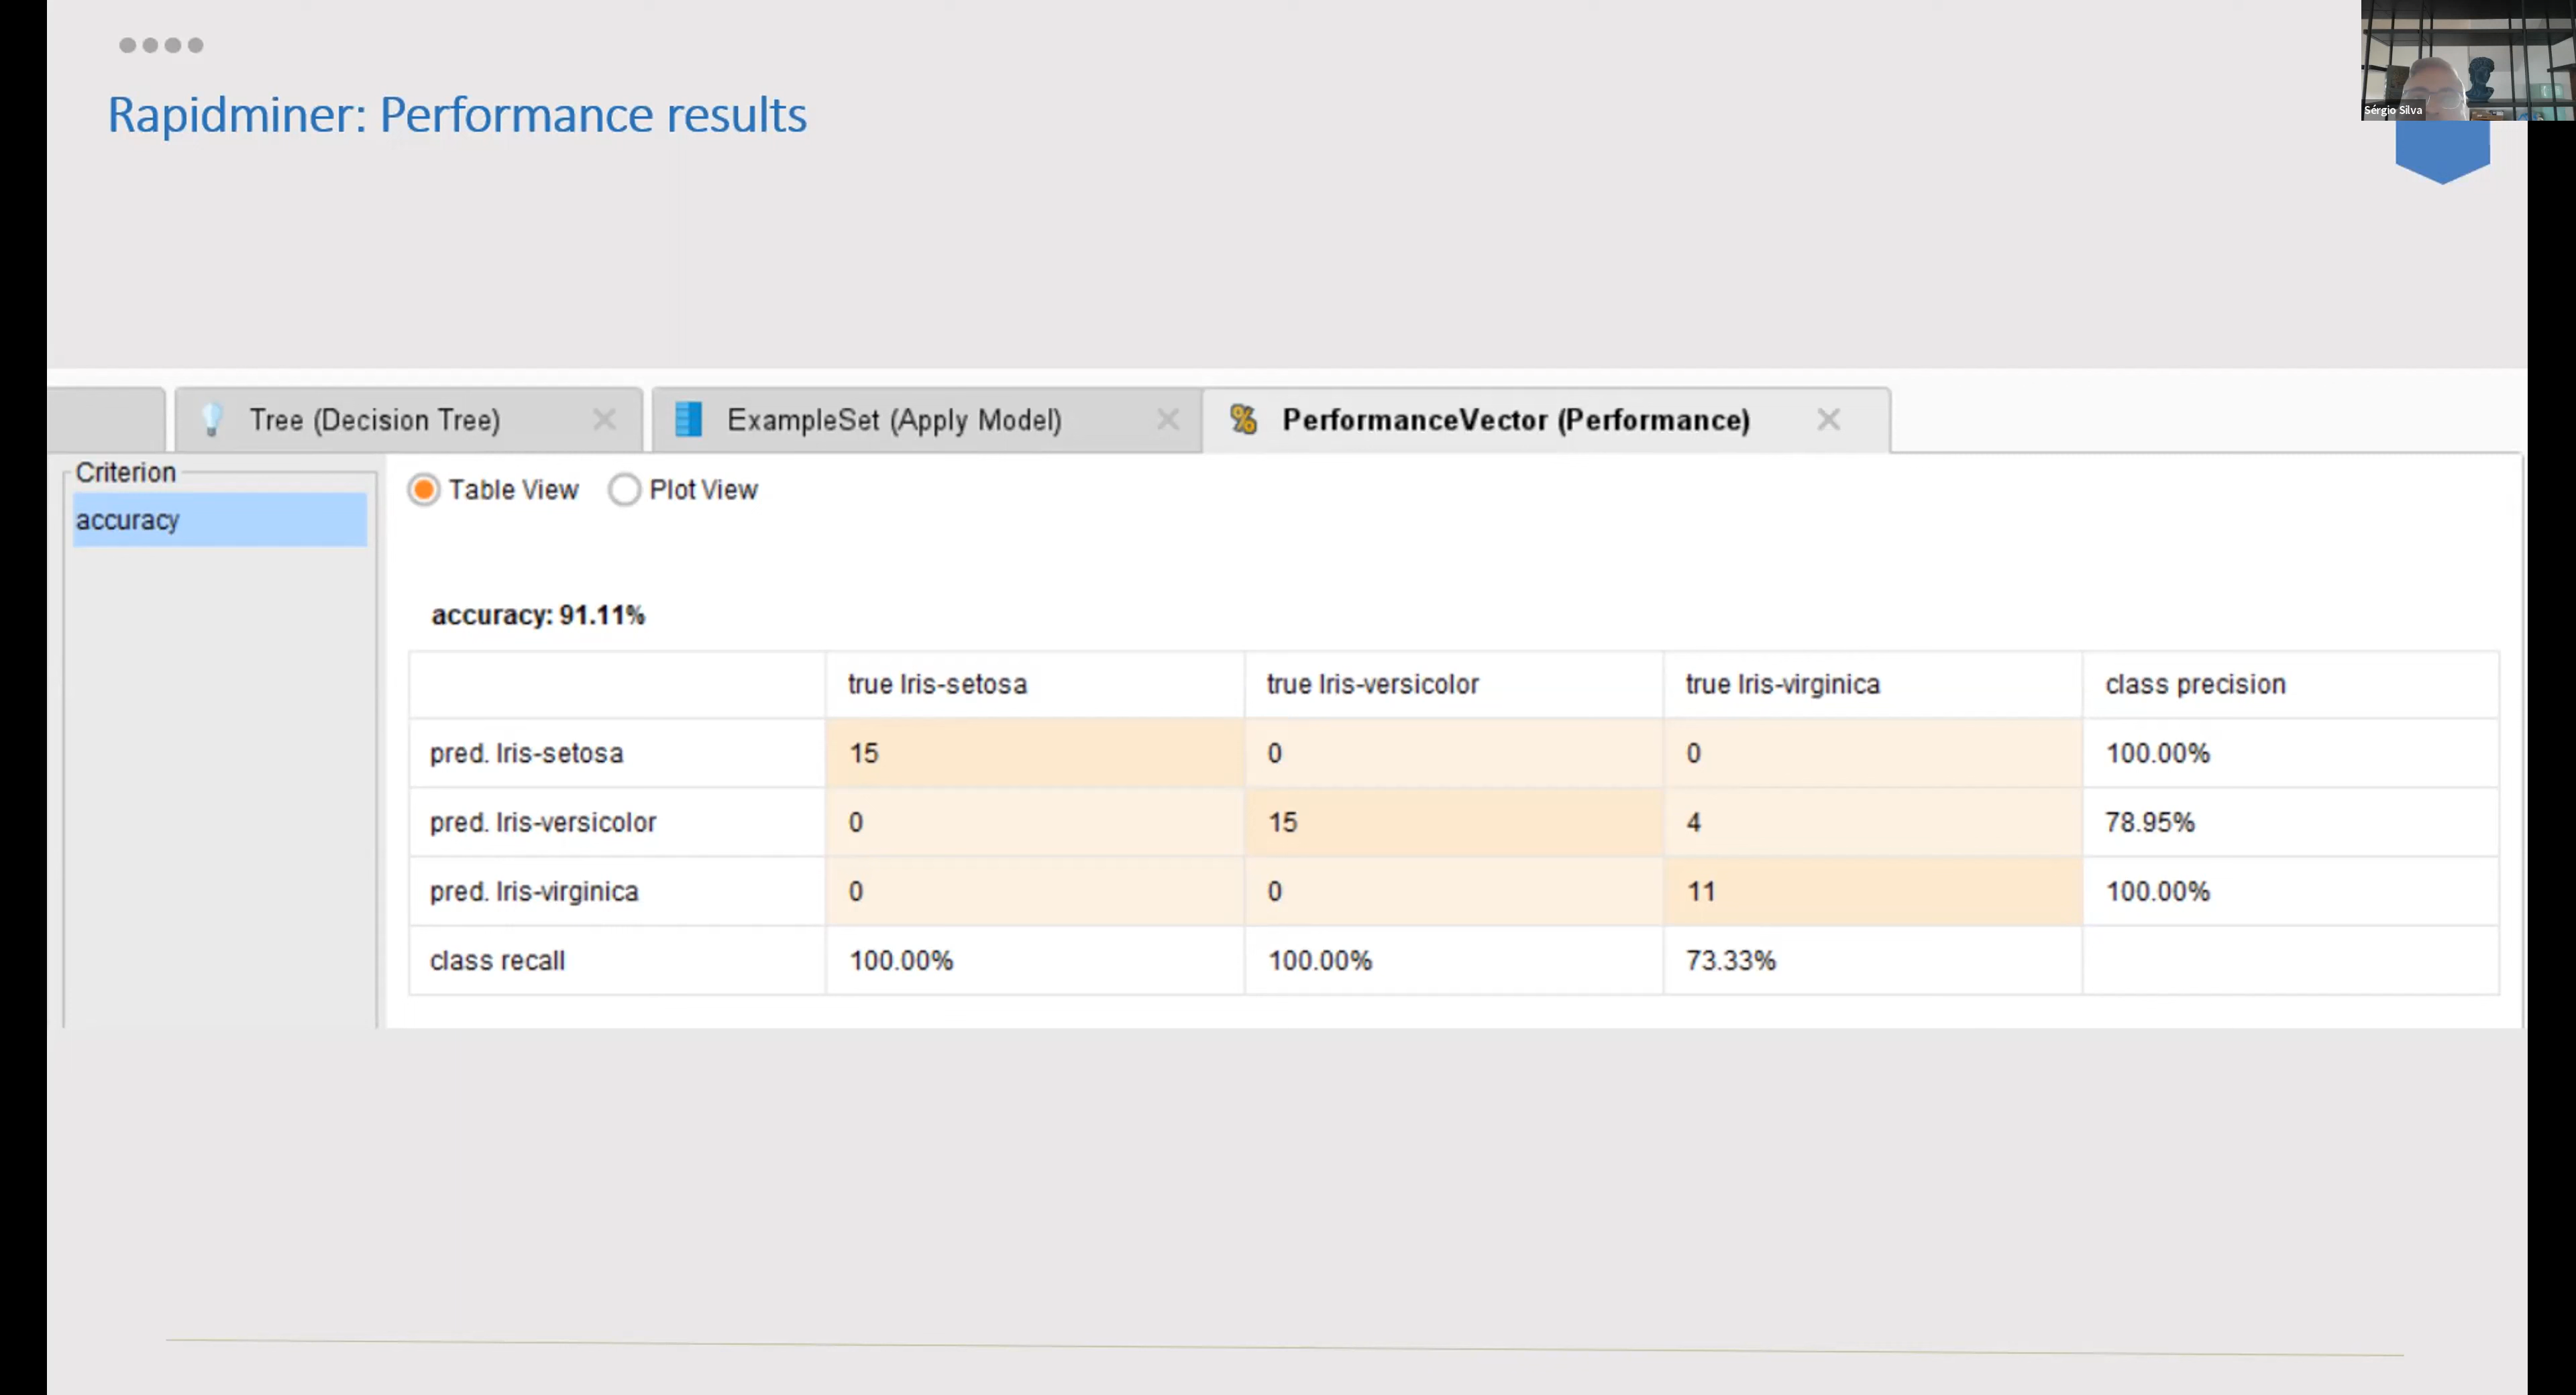 Sérgio Silva
Rapidminer: Performance results
Tree (Decision Tree) ExampleSet (Apply Model) PerformanceVector (Performance)
Criterion
accuracy
Table View Plot View
accuracy: 91.11%
true Iris-setosa true Iris-versicolor true Iris-virginica class precision
pred. Iris-setosa 15 0 0 100.00%
pred. Iris-versicolor 0 15 4 78.95%
pred. Iris-virginica 0 0 11 100.00%
class recall 100.00% 100.00% 73.33%